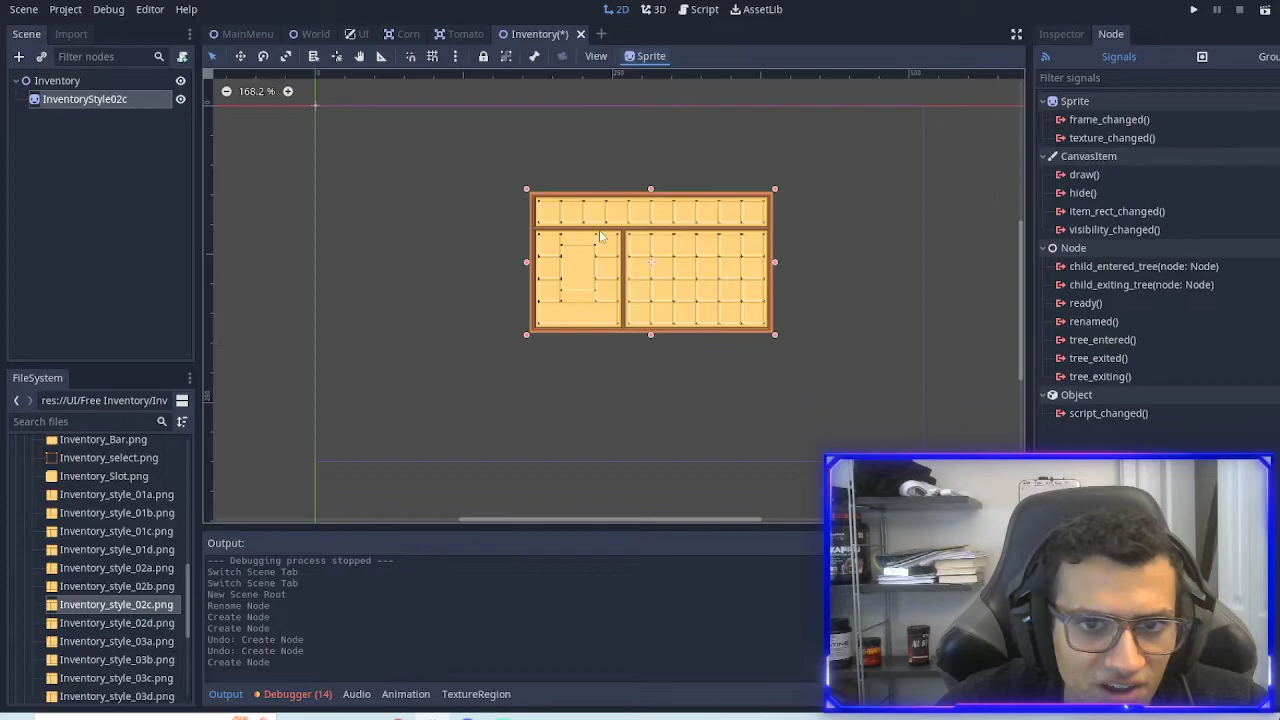 Scene Project Debug Editor Help
2D 3D Script AssetLib
Scene Import
MainMenu World UI Corn Tomato Inventory(*)
Inspector Node
Filter nodes
View Sprite
Signals Grou
Filter signals
Inventory
InventoryStyle02c
168.2 %
0 250 500
0
250
Sprite
frame_changed()
texture_changed()
CanvasItem
draw()
hide()
item_rect_changed()
visibility_changed()
Node
child_entered_tree(node: Node)
child_exiting_tree(node: Node)
ready()
renamed()
tree_entered()
tree_exited()
tree_exiting()
Object
script_changed()
FileSystem
res://UI/Free Inventory/Inv
Search files
Inventory_Bar.png
Inventory_select.png
Inventory_Slot.png
Inventory_style_01a.png
Inventory_style_01b.png
Inventory_style_01c.png
Inventory_style_01d.png
Inventory_style_02a.png
Inventory_style_02b.png
Inventory_style_02c.png
Inventory_style_02d.png
Inventory_style_03a.png
Inventory_style_03b.png
Inventory_style_03c.png
Inventory_style_03d.png
Output:
--- Debugging process stopped ---
Switch Scene Tab
Switch Scene Tab
New Scene Root
Rename Node
Create Node
Create Node
Undo: Create Node
Undo: Create Node
Create Node
Output Debugger (14) Audio Animation TextureRegion